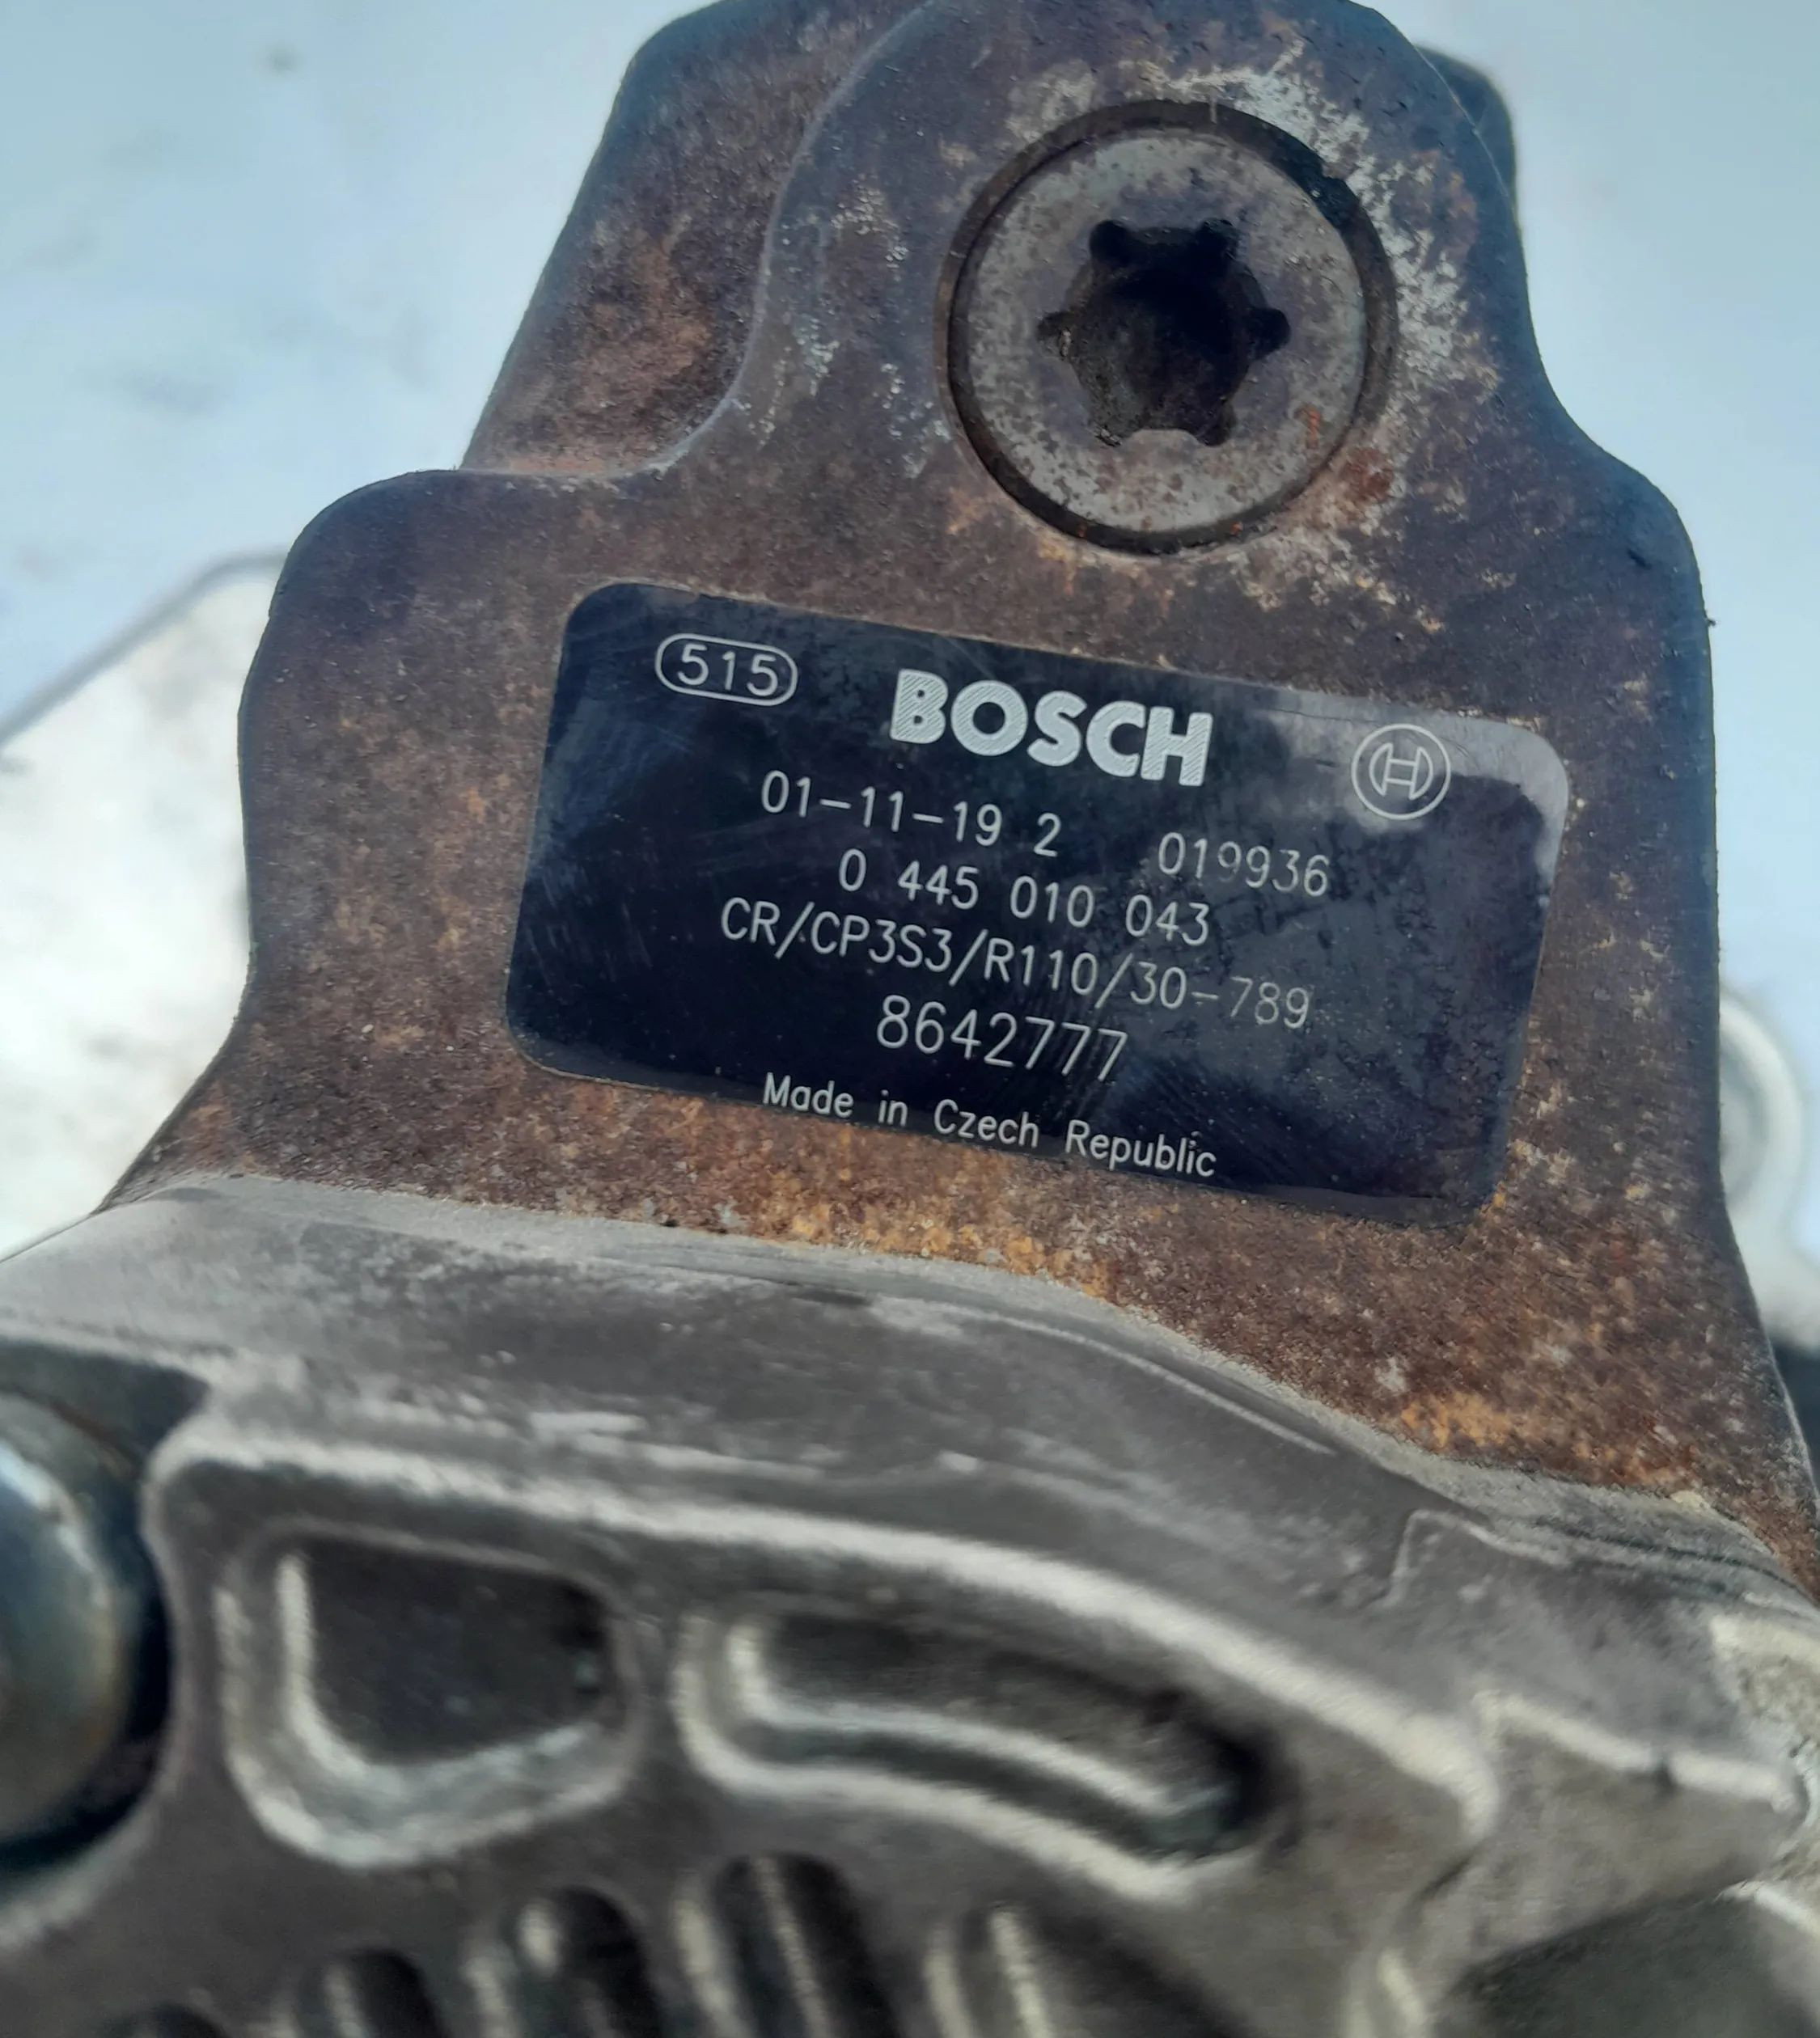 515 BOSCH
01-11-19 2 019936
0 445 010 043
CR/CP3S3/R110/30-789
8642777
Made in Czech Republic